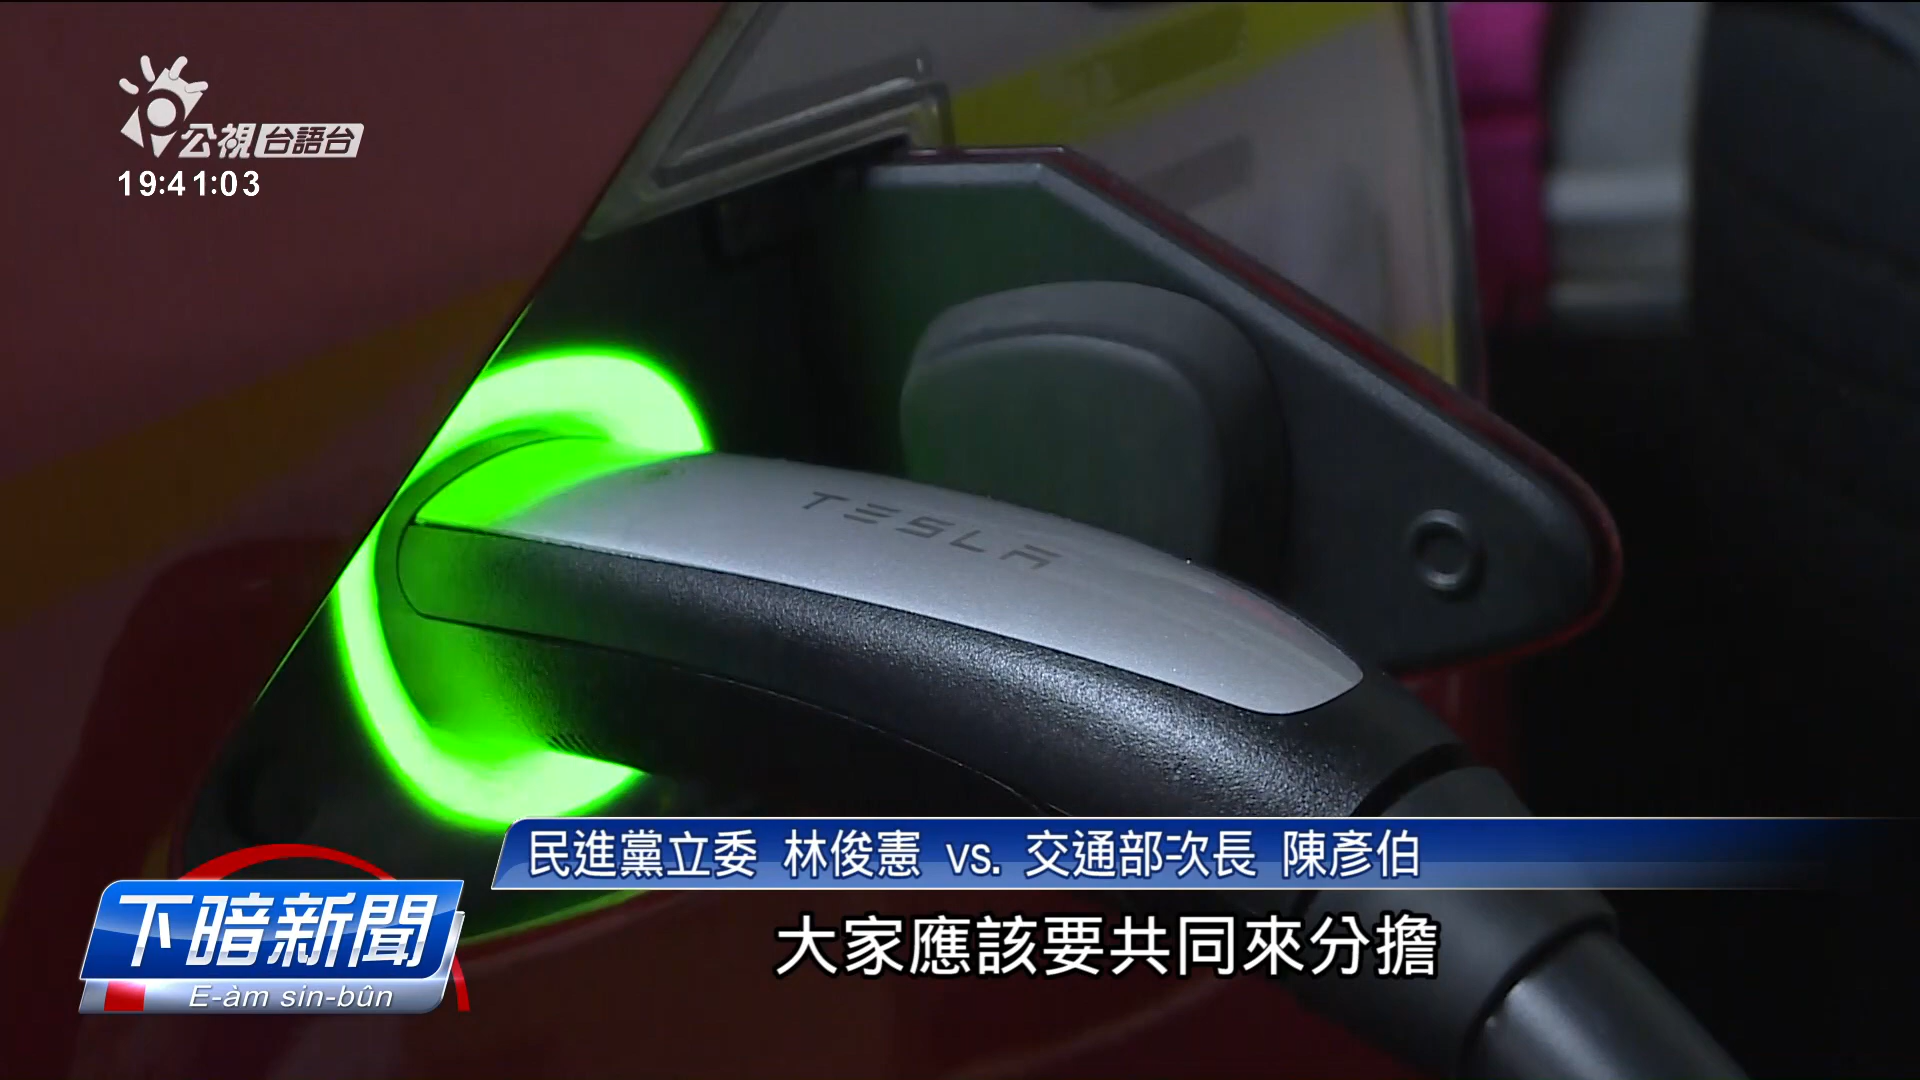 公視台語台
19:41:03
TESLA
民進黨立委 林俊憲 vs. 交通部次長 陳彥伯
下暗新聞
大家應該要共同來分擔
E-àm sin-bûn